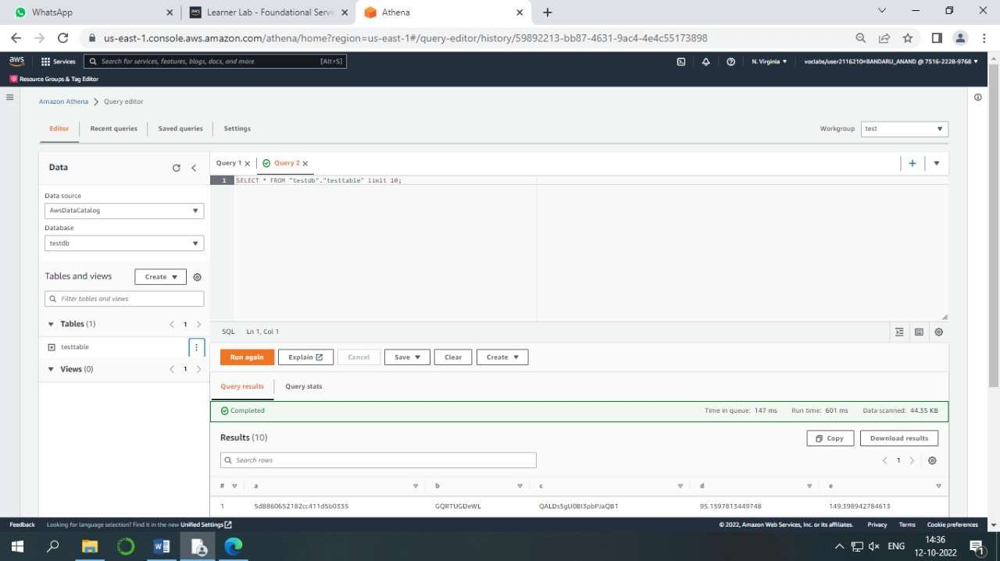 WhatsApp
Learner Lab - Foundational Serv
Athena
us-east-1.console.aws.amazon.com/athena/home?region=us-east-1#/query-editor/history/59892213-bb87-4631-9ac4-4e4c55173898
aws Services Search for services, features, blogs, docs, and more [Alt+S] N. Virginia voclabs/user2116210=BANDARU_ANAND @ 7516-2228-9768
Resource Groups & Tag Editor
Amazon Athena Query editor
Editor Recent queries Saved queries Settings Workgroup test
Data
Query 1 Query 2
1 SELECT * FROM "testdb"."testtable" limit 10;
Data source
AwsDataCatalog
Database
testdb
Tables and views Create
Filter tables and views
Tables (1) 1
testtable
Views (0) 1
SQL Ln 1, Col 1
Run again Explain Cancel Save Clear Create
Query results Query stats
Completed Time in queue: 147 ms Run time: 601 ms Data scanned: 44.35 KB
Results (10) Copy Download results
Search rows 1
# a b c d e
1 5d8860652182cc411d5b0335 GQRTUGDeWL QALDs5gU0BI3pbPJaQB1 95.1597813449748 149.398942784613
Feedback Looking for language selection? Find it in the new Unified Settings © 2022, Amazon Web Services, Inc. or its affiliates. Privacy Terms Cookie preferences
ENG 14:36
12-10-2022
1